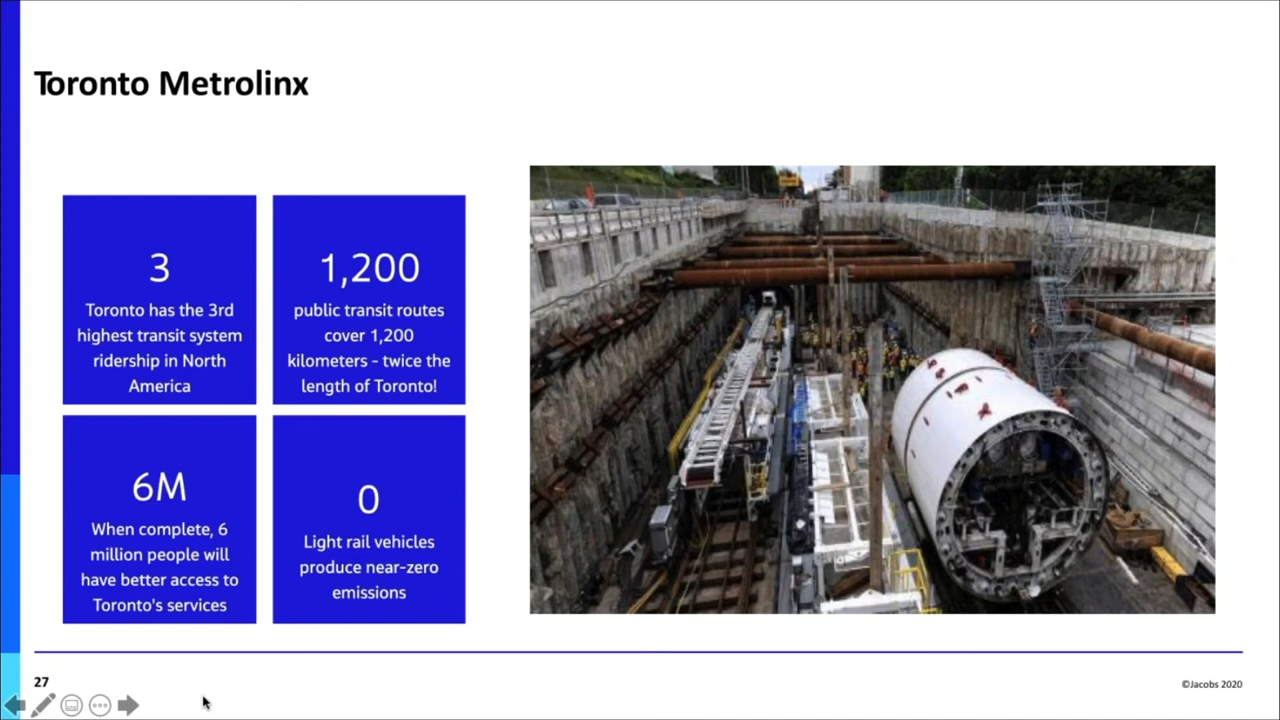 Toronto Metrolinx
3
Toronto has the 3rd
highest transit system
ridership in North
America
1,200
public transit routes
cover 1,200
kilometers - twice the
length of Toronto!
6M
When complete, 6
million people will
have better access to
Toronto's services
0
Light rail vehicles
produce near-zero
emissions
27
©Jacobs 2020